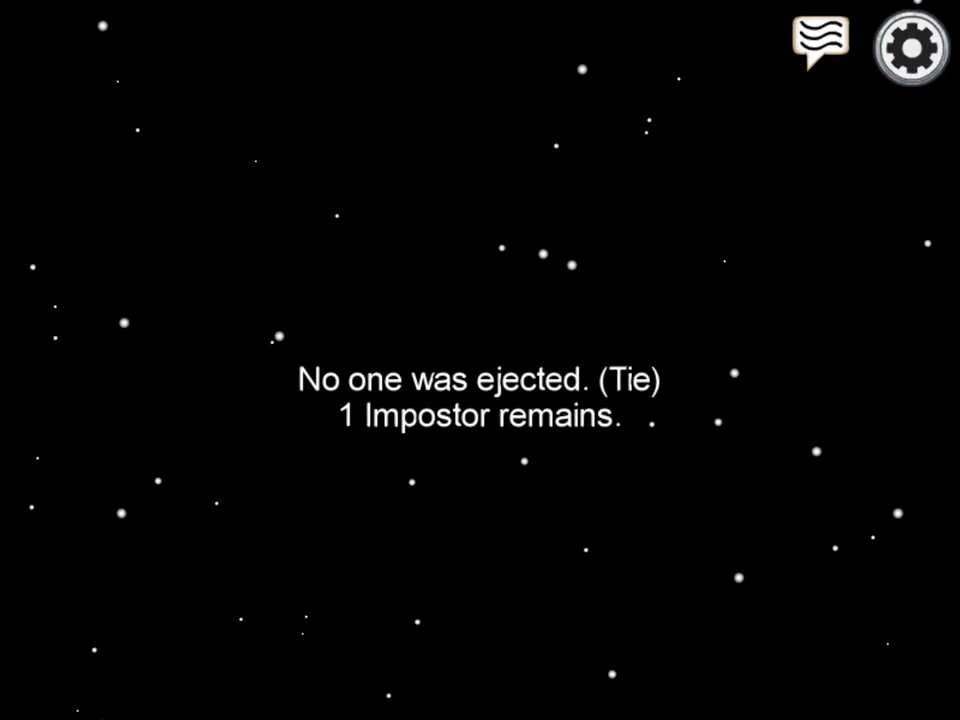 No one was ejected. (Tie)
1 Impostor remains.